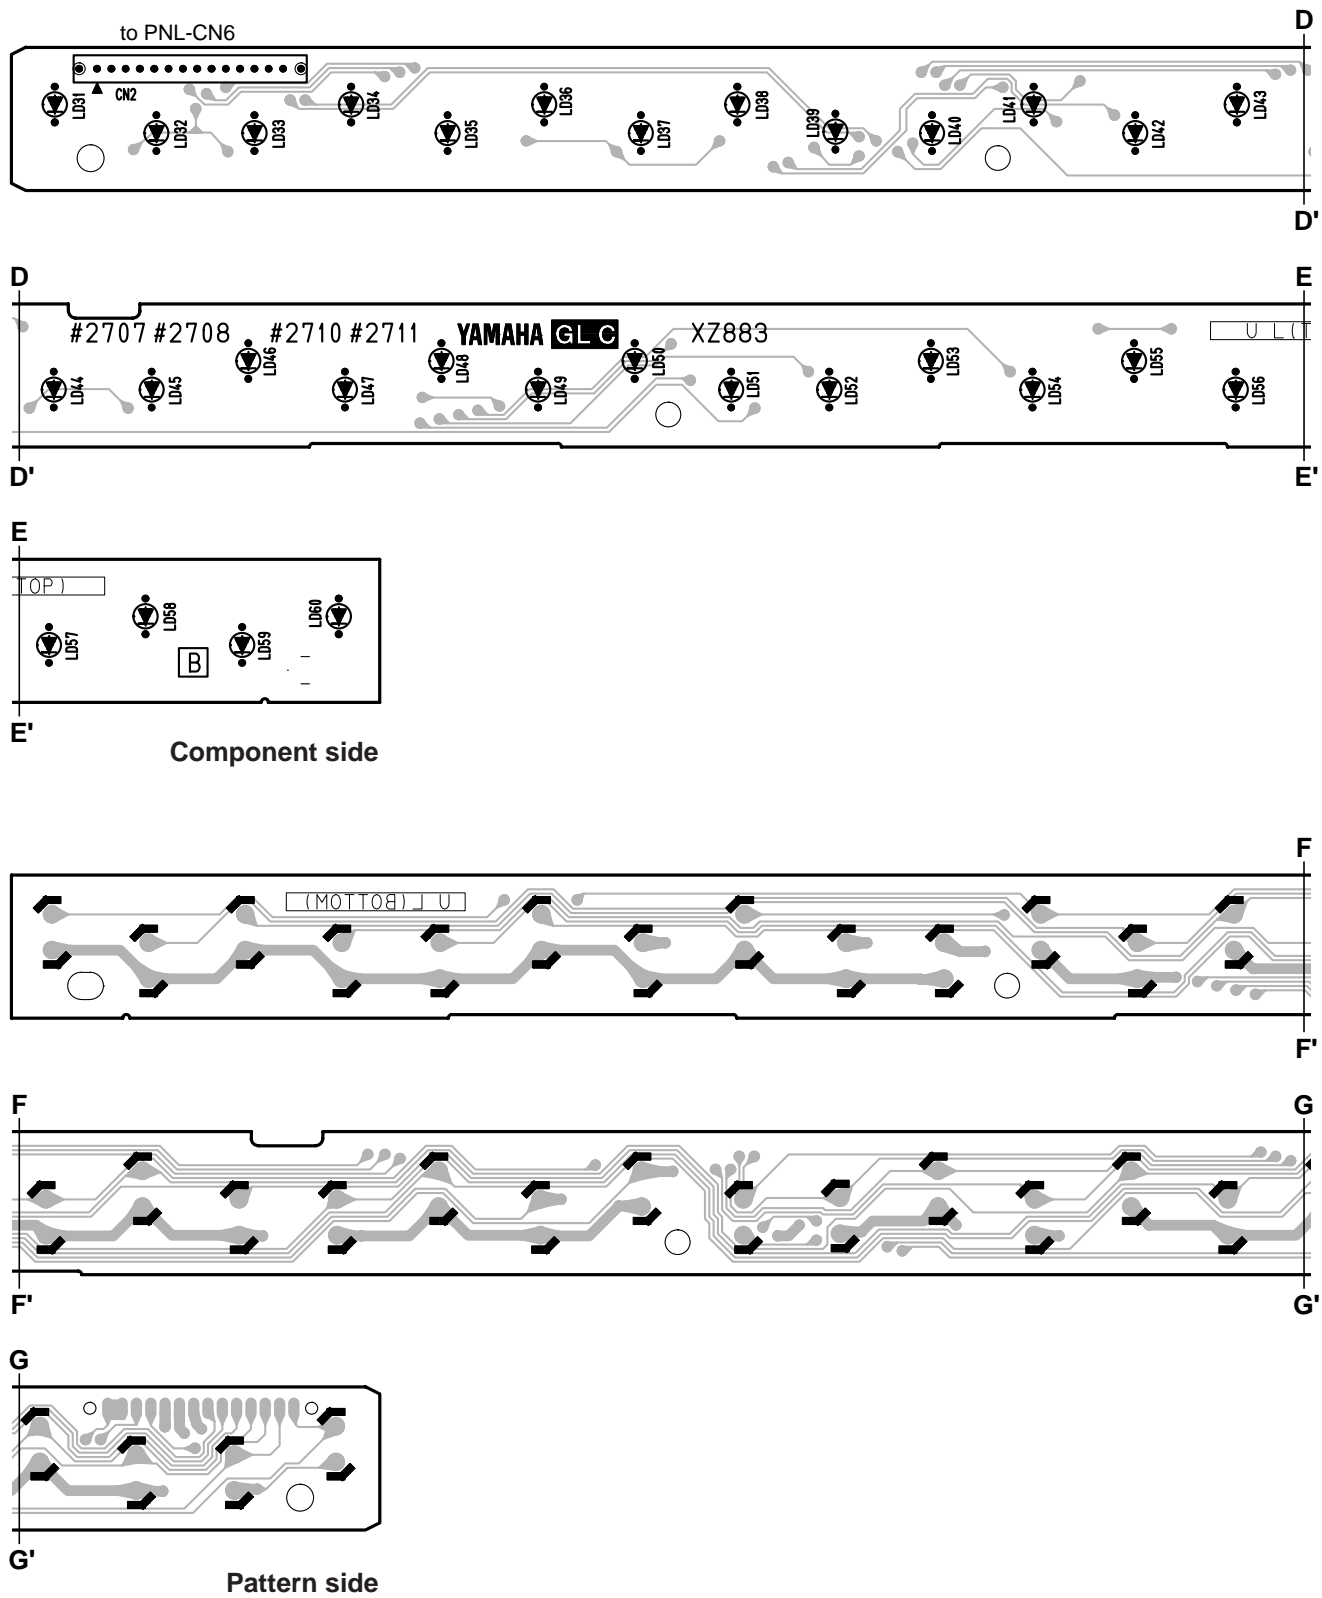 to PNL-CN6
D
CN2
LD31
LD32
LD33
LD34
LD35
LD36
LD37
LD38
LD39
LD40
LD41
LD42
LD43
D'
D
E
#2707 #2708 #2710 #2711 YAMAHA GL C XZ883
U L(T
LD44
LD45
LD46
LD47
LD48
LD49
LD50
LD51
LD52
LD53
LD54
LD55
LD56
D'
E'
E
TOP)
LD57
LD58
LD59
LD60
B
E'
Component side
F
U L(BOTTOM)
F'
F
G
F'
G'
G
G'
Pattern side